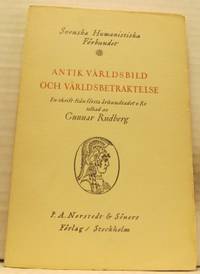 Svenska Humanistiska
Förbundet
ANTIK VÄRLDSBILD
OCH VÄRLDSBETRAKTELSE
En skrift från första århundradet e Kr
tolkad av
Gunnar Rudberg
P. A. Norstedt & Söners
Förlag / Stockholm